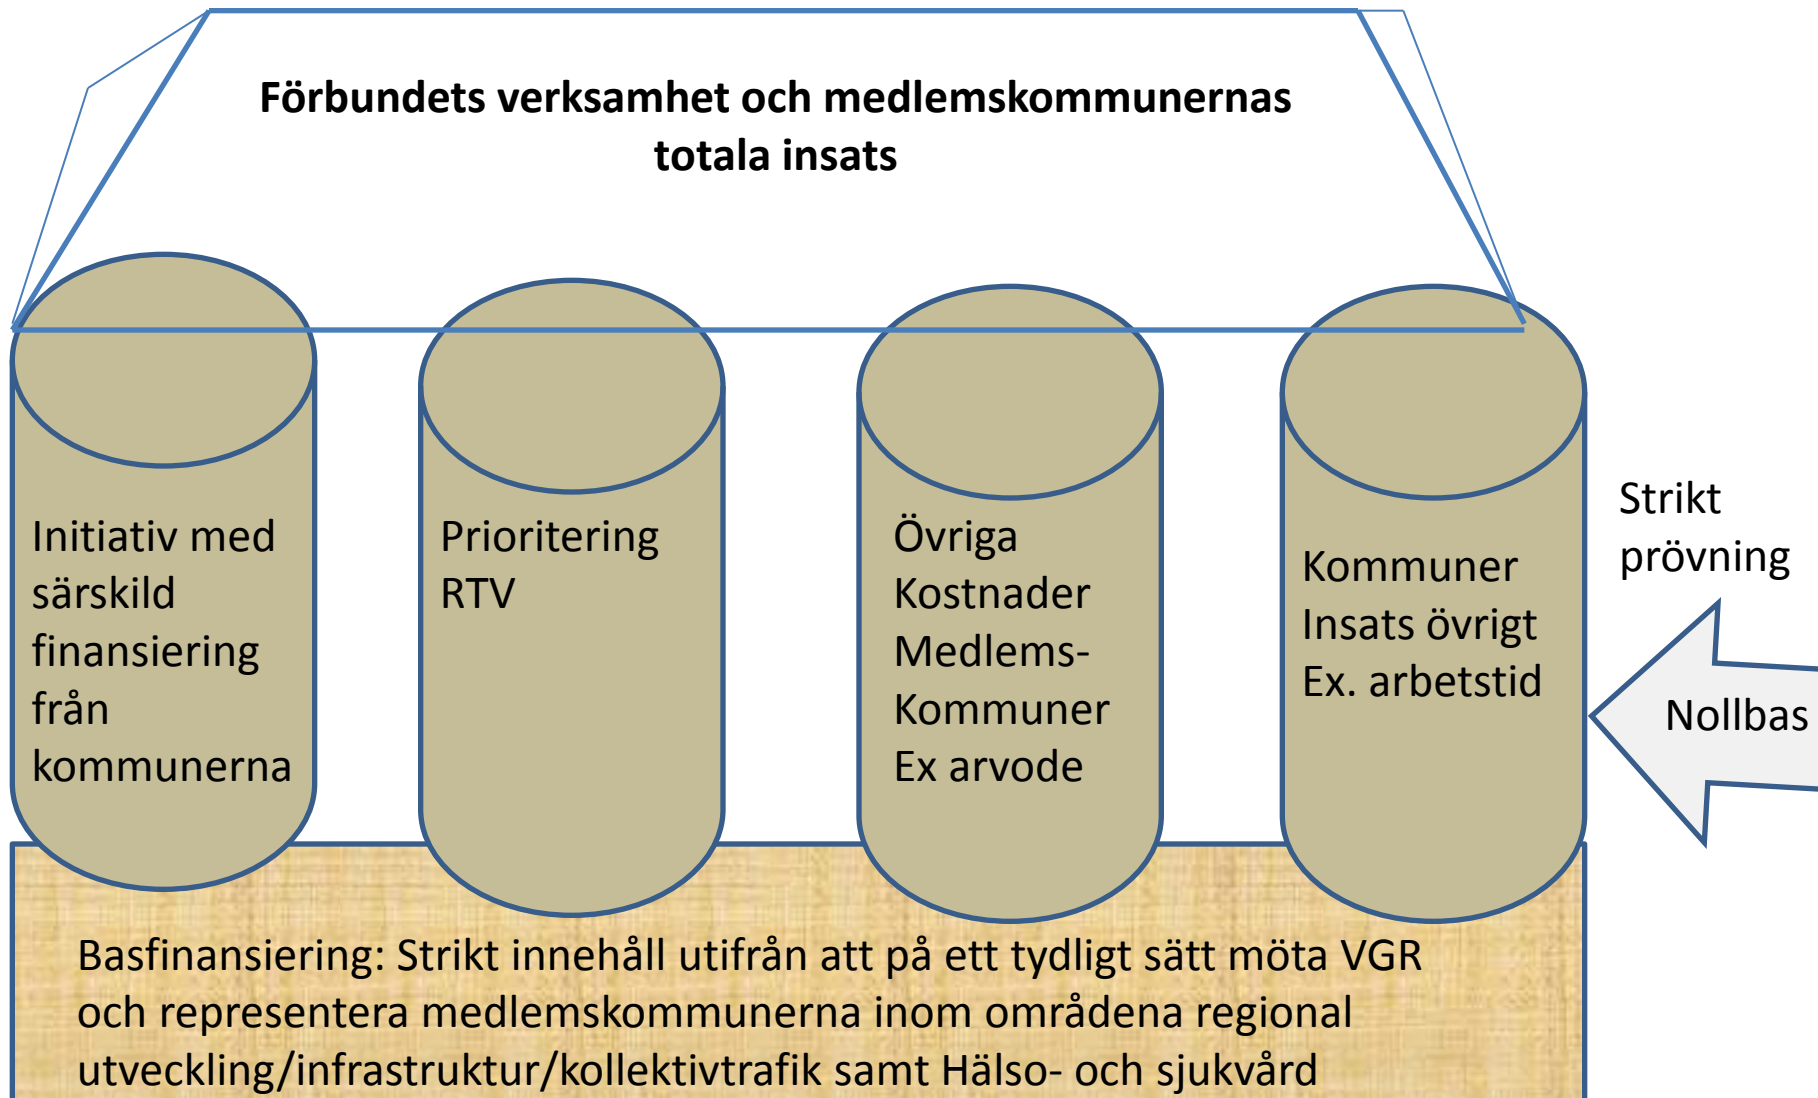 Förbundets verksamhet och medlemskommunernas
totala insats
Initiativ med
särskild
finansiering
från
kommunerna
Prioritering
RTV
Övriga
Kostnader
Medlems-
Kommuner
Ex arvode
Kommuner
Insats övrigt
Ex. arbetstid
Strikt
prövning
Nollbas
Basfinansiering: Strikt innehåll utifrån att på ett tydligt sätt möta VGR
och representera medlemskommunerna inom områdena regional
utveckling/infrastruktur/kollektivtrafik samt Hälso- och sjukvård